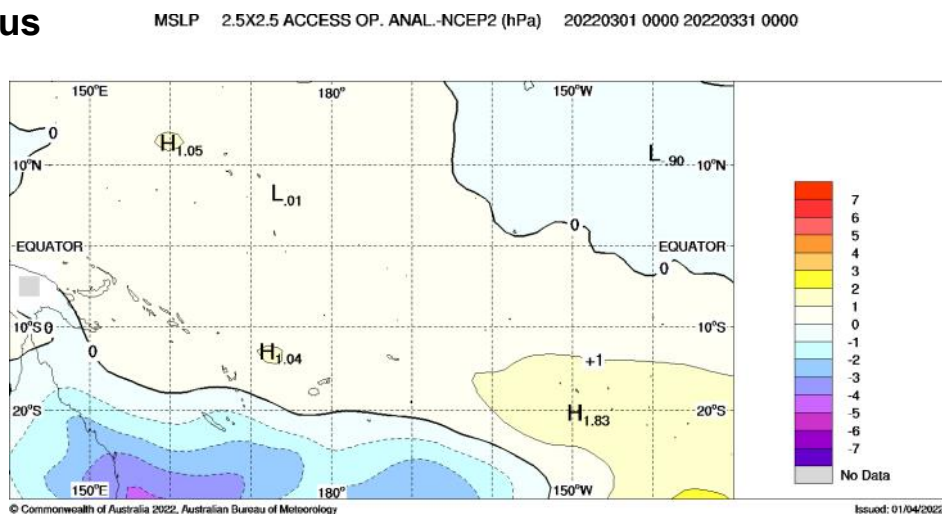 us
MSLP 2.5X2.5 ACCESS OP. ANAL.-NCEP2 (hPa) 20220301 0000 20220331 0000
150°E 180° 150°W
0
H1.05
L-.90
10°N 10°N
L.01
0
EQUATOR EQUATOR
0
10°S 0 10°S
0 H1.04
+1
20°S 20°S
H1.83
150°E 180° 150°W
7
6
5
4
3
2
1
0
-1
-2
-3
-4
-5
-6
-7
No Data
© Commonwealth of Australia 2022, Australian Bureau of Meteorology Issued: 01/04/2022